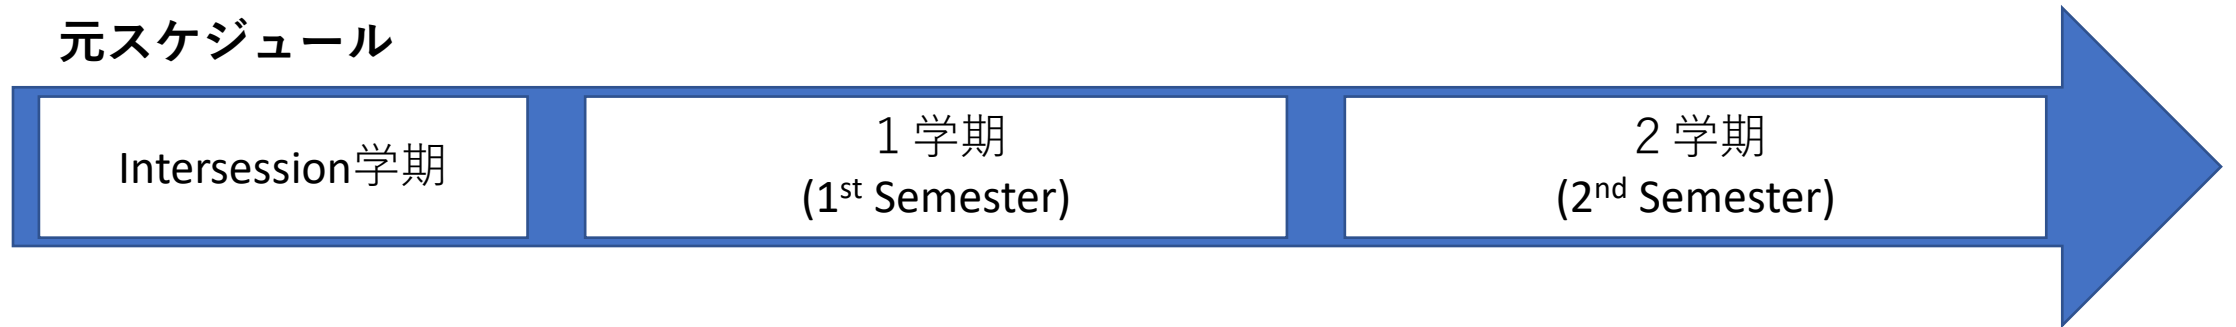 元スケジュール
Intersession学期
1 学期
(1st Semester)
2 学期
(2nd Semester)